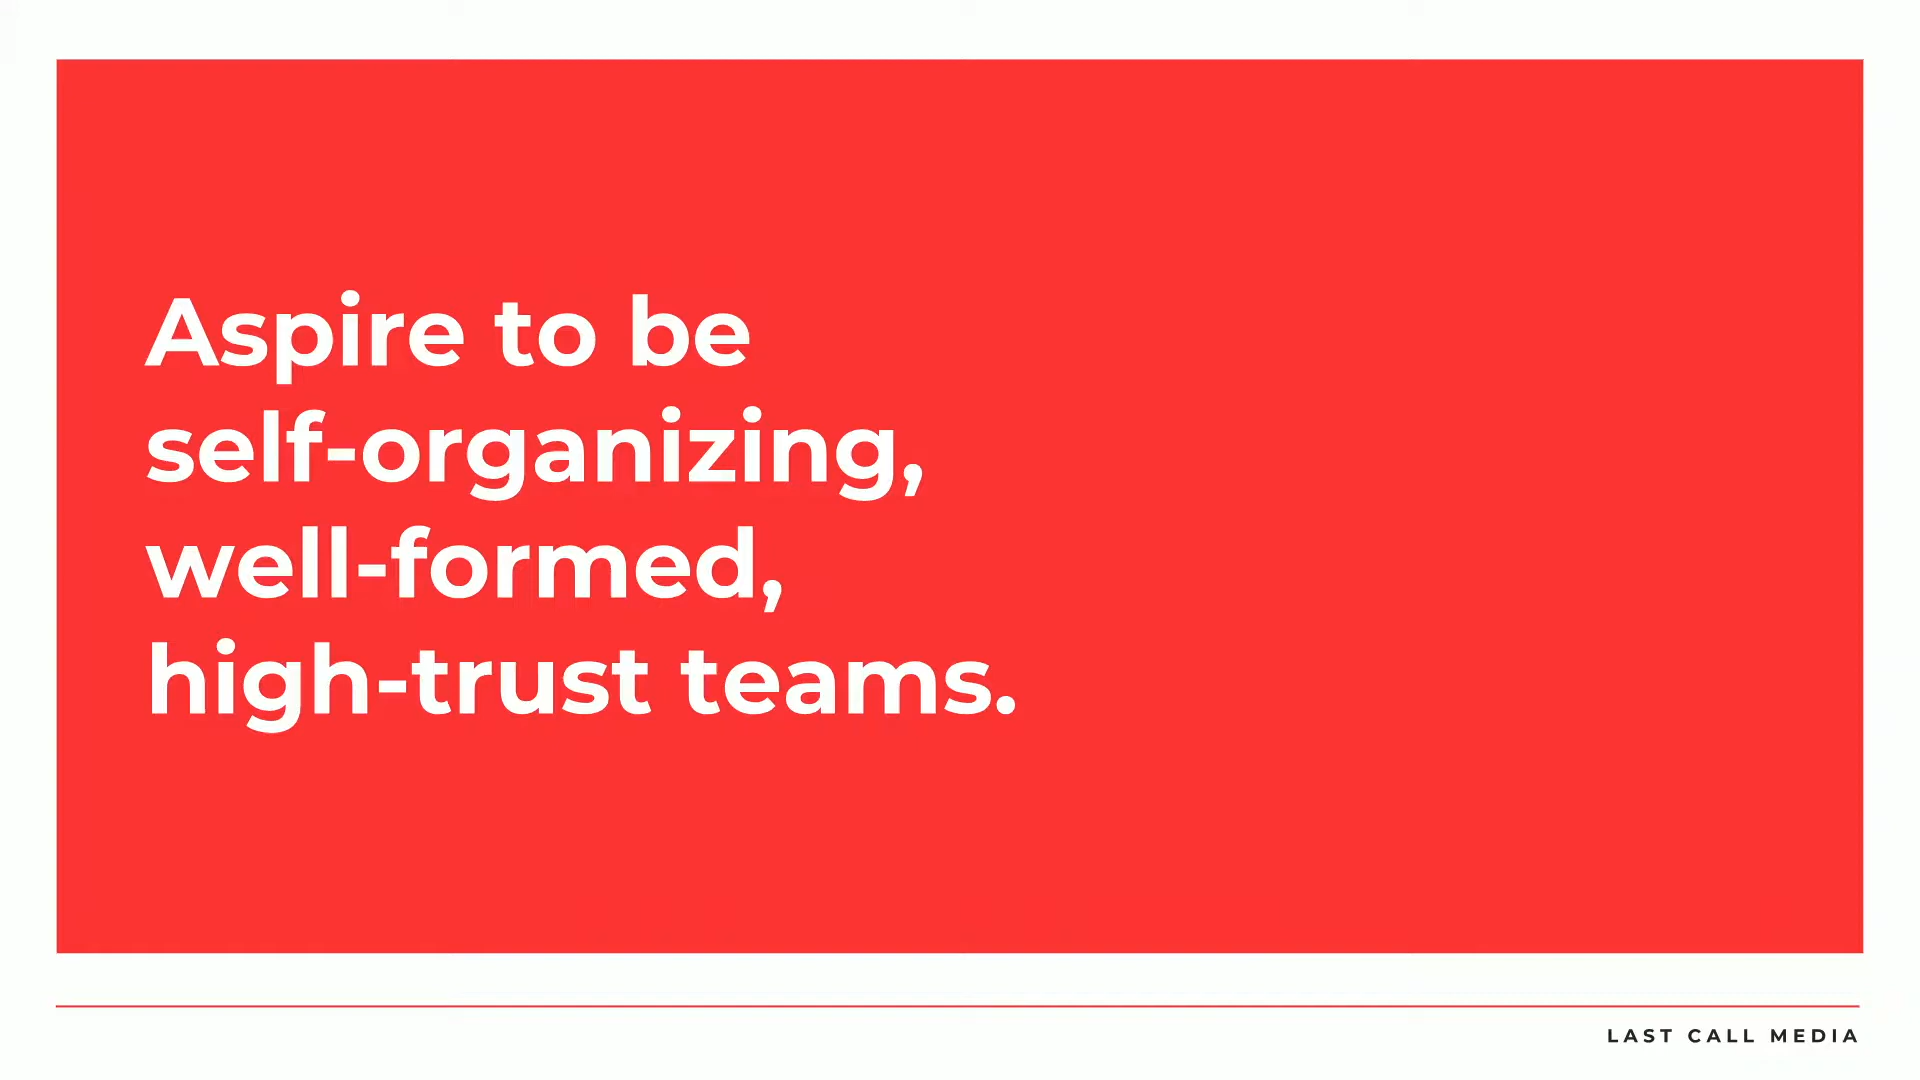 Aspire to be
self-organizing,
well-formed,
high-trust teams.
LAST CALL MEDIA